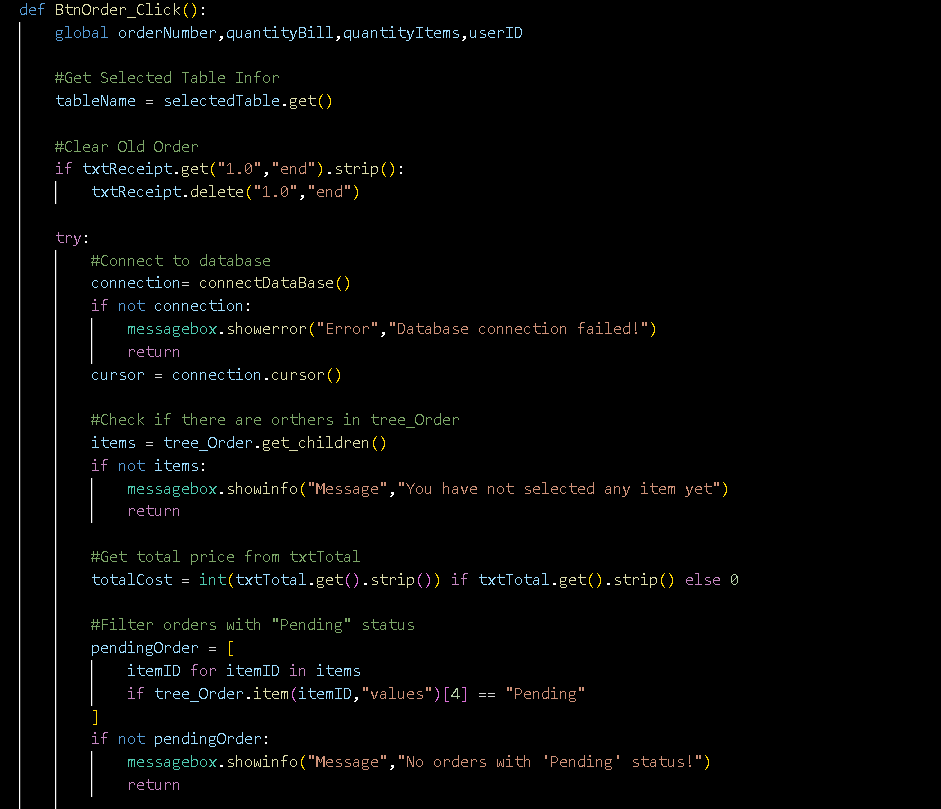 def BtnOrder_Click():
    global orderNumber,quantityBill,quantityItems,userID
    #Get Selected Table Infor
    tableName = selectedTable.get()
    #Clear Old Order
    if txtReceipt.get("1.0","end").strip():
        txtReceipt.delete("1.0","end")
    try:
        #Connect to database
        connection= connectDataBase()
        if not connection:
            messagebox.showerror("Error","Database connection failed!")
            return
        cursor = connection.cursor()
        #Check if there are orthers in tree_Order
        items = tree_Order.get_children()
        if not items:
            messagebox.showinfo("Message","You have not selected any item yet")
            return
        #Get total price from txtTotal
        totalCost = int(txtTotal.get().strip()) if txtTotal.get().strip() else 0
        #Filter orders with "Pending" status
        pendingOrder = [
            itemID for itemID in items
            if tree_Order.item(itemID,"values")[4] == "Pending"
        ]
        if not pendingOrder:
            messagebox.showinfo("Message","No orders with 'Pending' status!")
            return